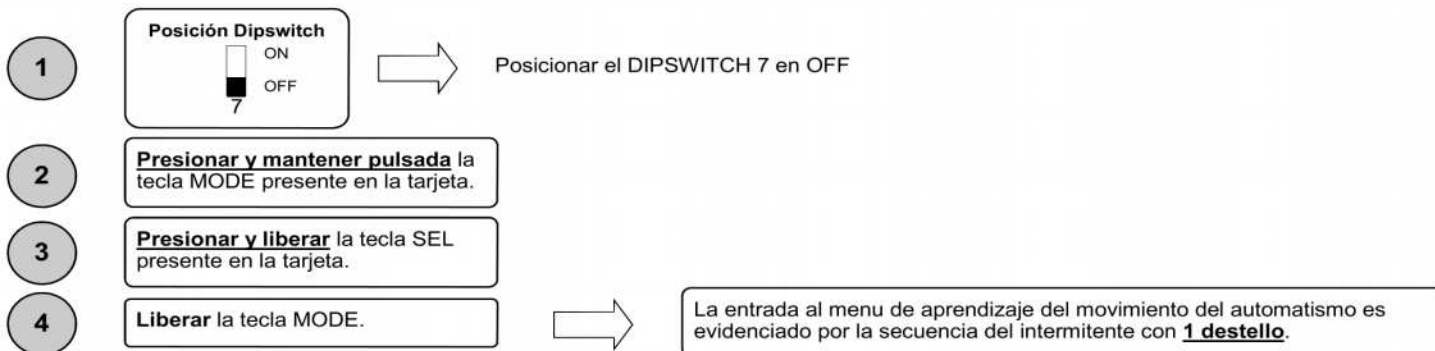 Posición Dipswitch
ON
1
Posicionar el DIPSWITCH 7 en OFF
OFF
7
Presionar y mantener pulsada la
2
tecla MODE presente en la tarjeta.
Presionar y liberar la tecla SEL
3
presente en la tarjeta.
4
Liberar la tecla MODE.
La entrada al menu de aprendizaje del movimiento del automatismo es
evidenciado por la secuencia del intermitente con 1 destello.